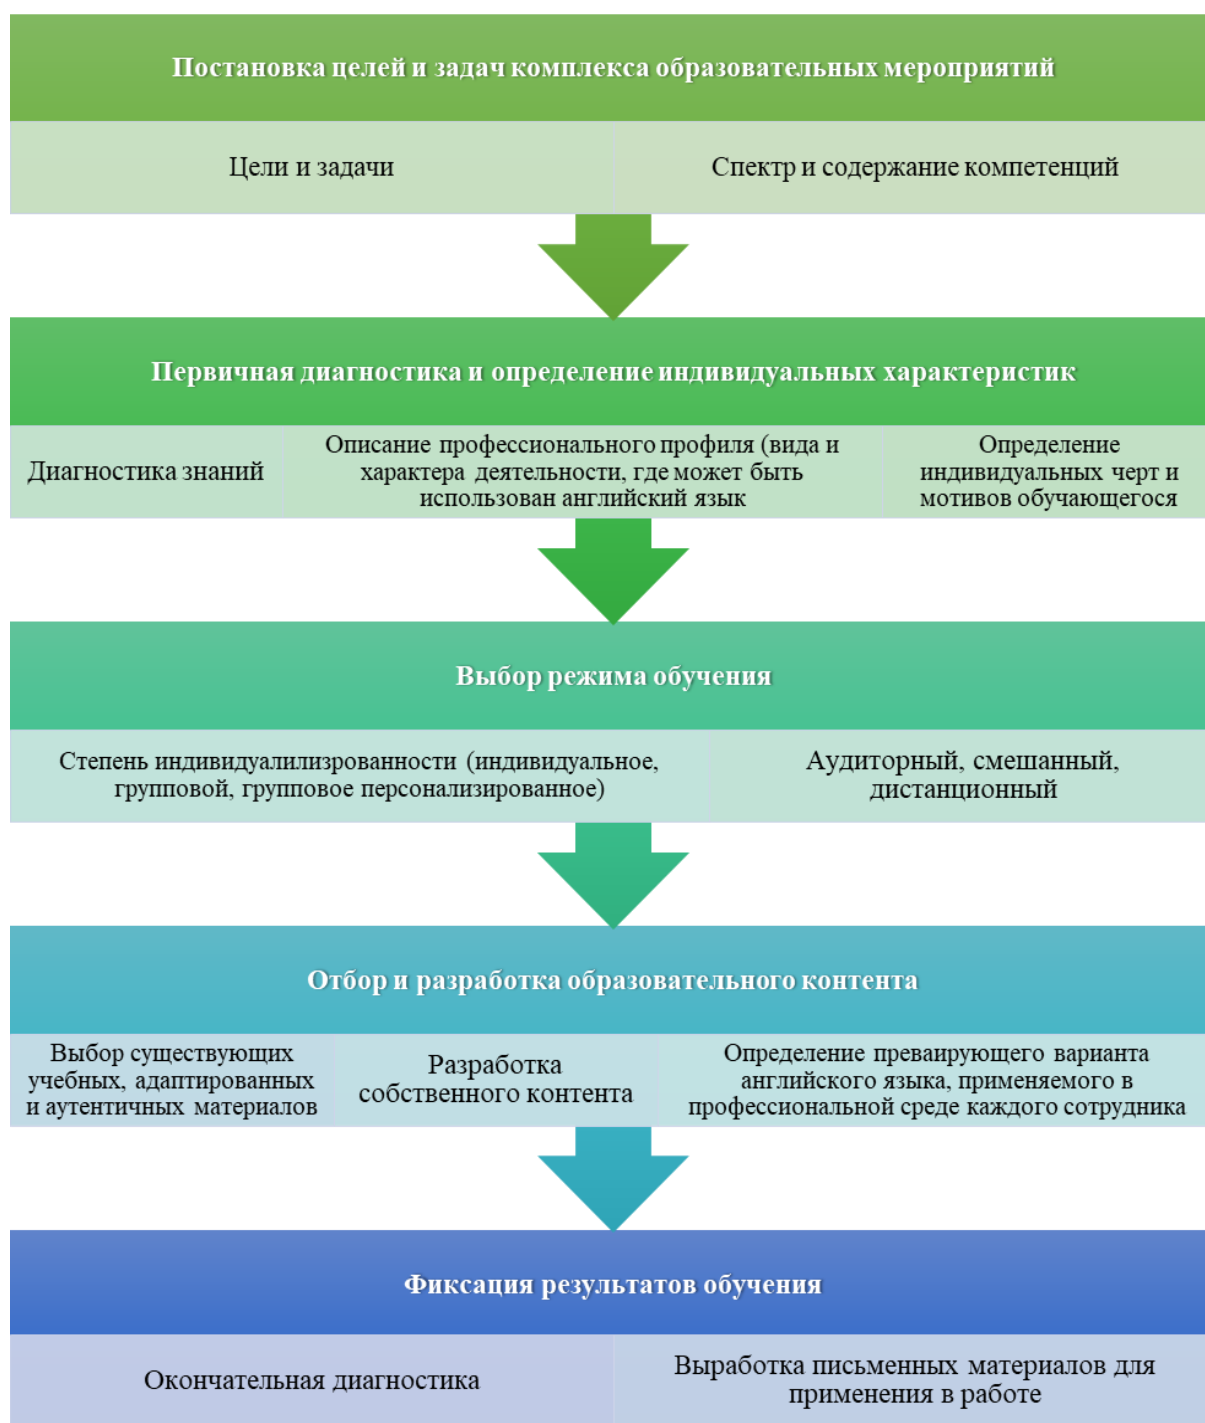 Постановка целей и задач комплекса образовательных мероприятий
Цели и задачи
Спектр и содержание компетенций
Первичная диагностика и определение индивидуальных характеристик
Диагностика знаний
Описание профессионального профиля (вида и
характера деятельности, где может быть
использован английский язык
Определение
индивидуальных черт и
мотивов обучающегося
Выбор режима обучения
Степень индивидуалилизрованности (индивидуальное,
групповой, групповое персонализированное)
Аудиторный, смешанный,
дистанционный
Отбор и разработка образовательного контента
Выбор существующих
учебных, адаптированных
и аутентичных материалов
Разработка
собственного контента
Определение преваирующего варианта
английского языка, применяемого в
профессиональной среде каждого сотрудника
Фиксация результатов обучения
Окончательная диагностика
Выработка письменных материалов для
применения в работе